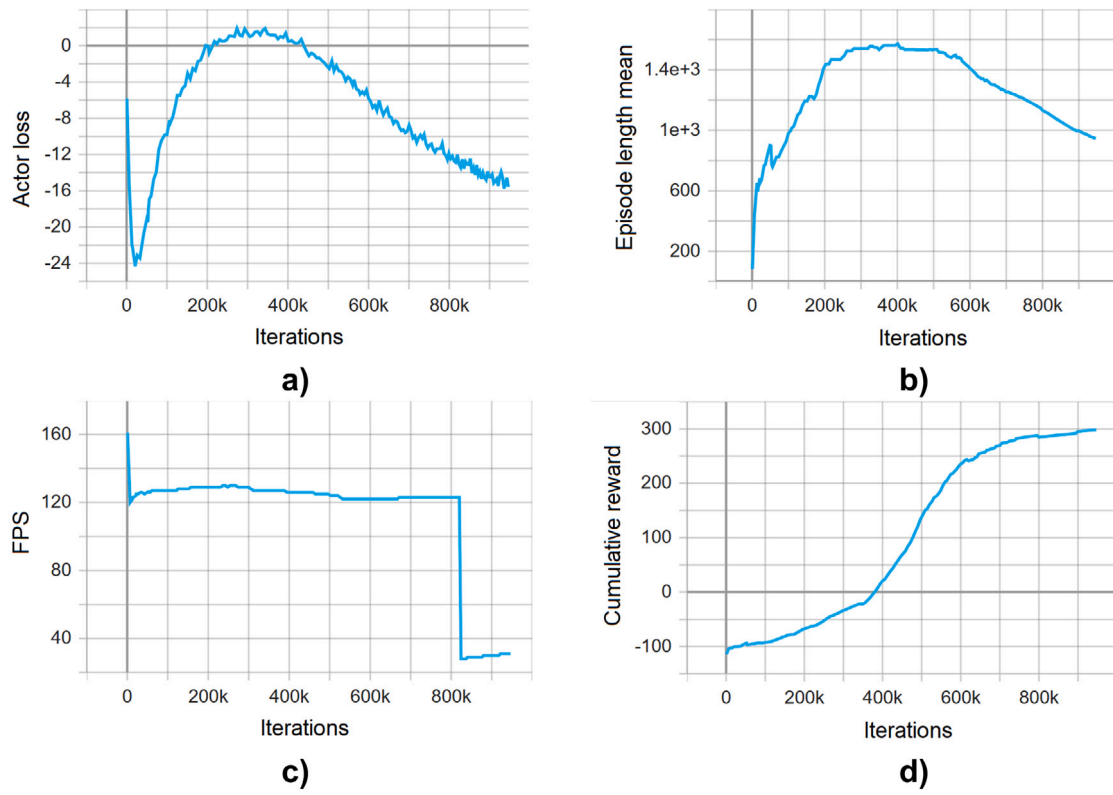 Actor loss
0
-4
-8
-12
-16
-20
-24
0 200k 400k 600k 800k
Iterations
a)
Episode length mean
1.4e+3
1e+3
600
200
0 200k 400k 600k 800k
Iterations
b)
FPS
160
120
80
40
0 200k 400k 600k 800k
Iterations
c)
Cumulative reward
300
200
100
0
-100
0 200k 400k 600k 800k
Iterations
d)